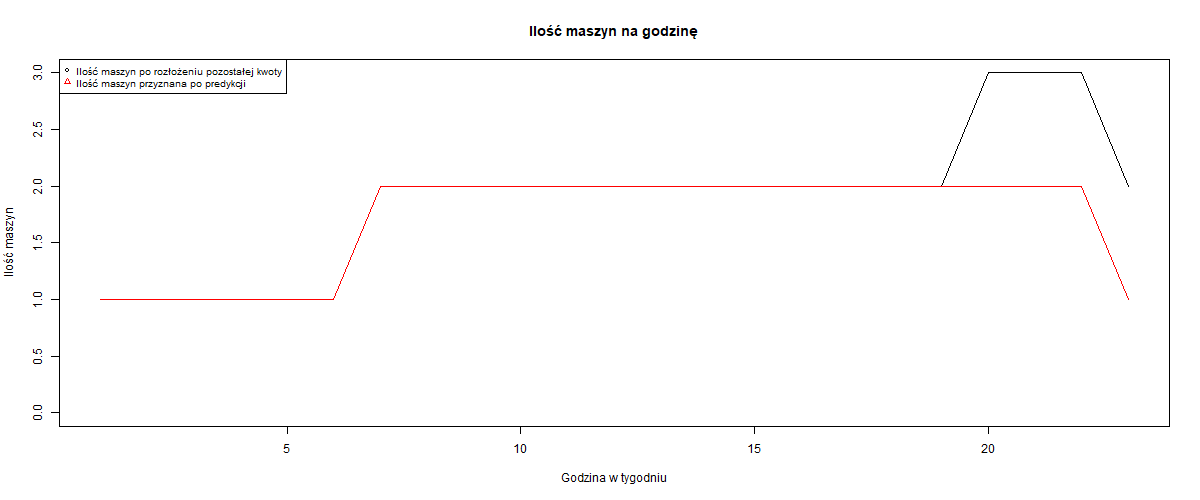 Ilość maszyn na godzinę
Ilość maszyn po rozłożeniu pozostałej kwoty
Ilość maszyn przyznana po predykcji
Ilość maszyn
3.0
2.5
2.0
1.5
1.0
0.5
0.0
5
10
15
20
Godzina w tygodniu